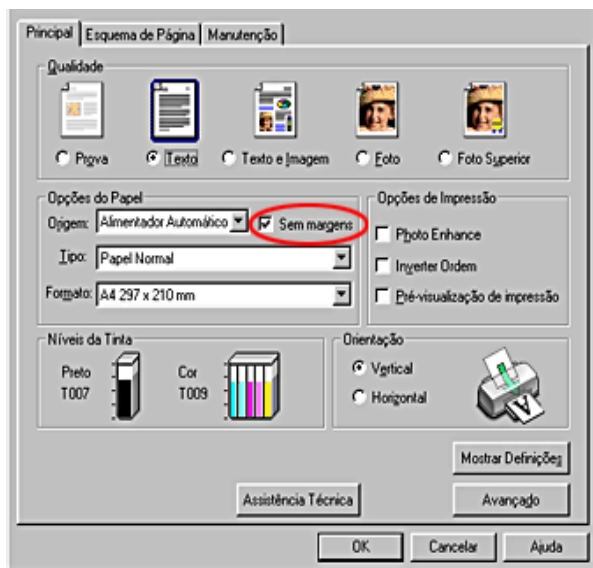 Principal Esquema de Página Manutenção
Qualidade
Prova Texto Texto e Imagem Foto Foto Superior
Opções do Papel
Origem: Alimentador Automático Sem margens
Tipo: Papel Normal
Formato: A4 297 x 210 mm
Opções de Impressão
Photo Enhance
Inverter Ordem
Pré-visualização de impressão
Níveis da Tinta
Preto Cor
T007 T009
Orientação
Vertical
Horizontal
Mostrar Definições
Assistência Técnica Avançado
OK Cancelar Ajuda